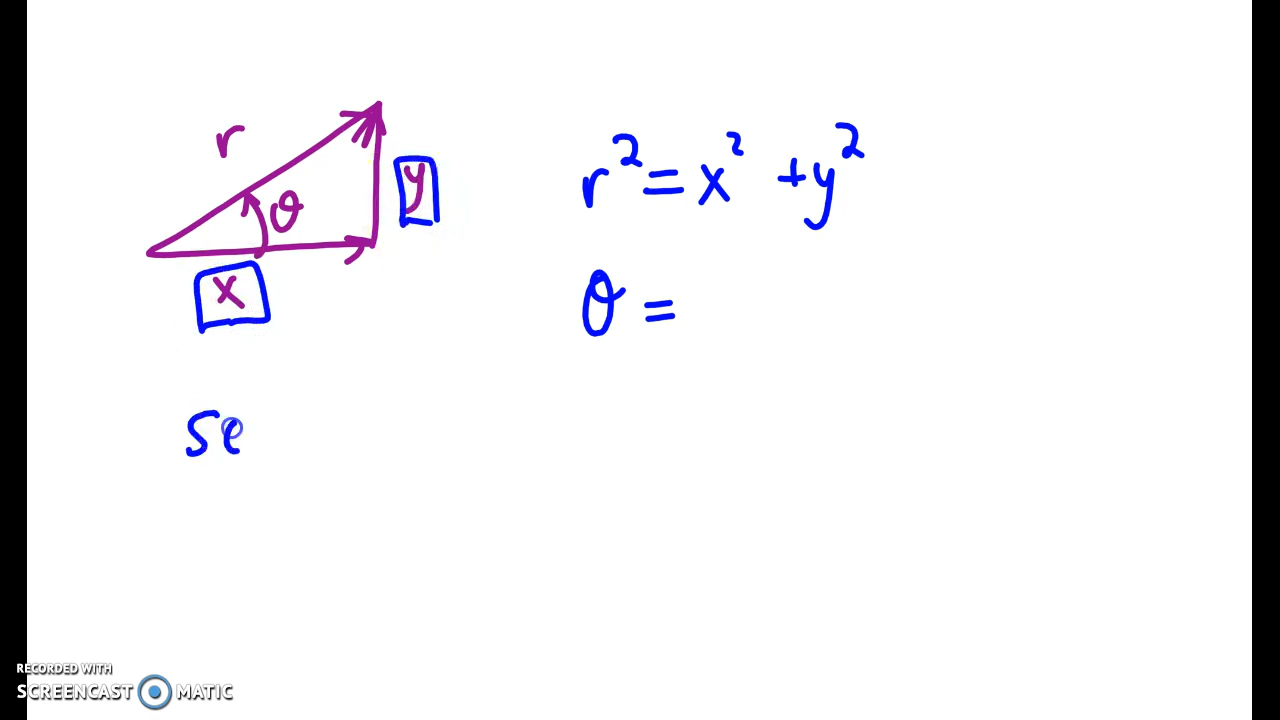 r
θ
y
x
r² = x² + y²
θ =
se
RECORDED WITH
SCREENCAST MATIC